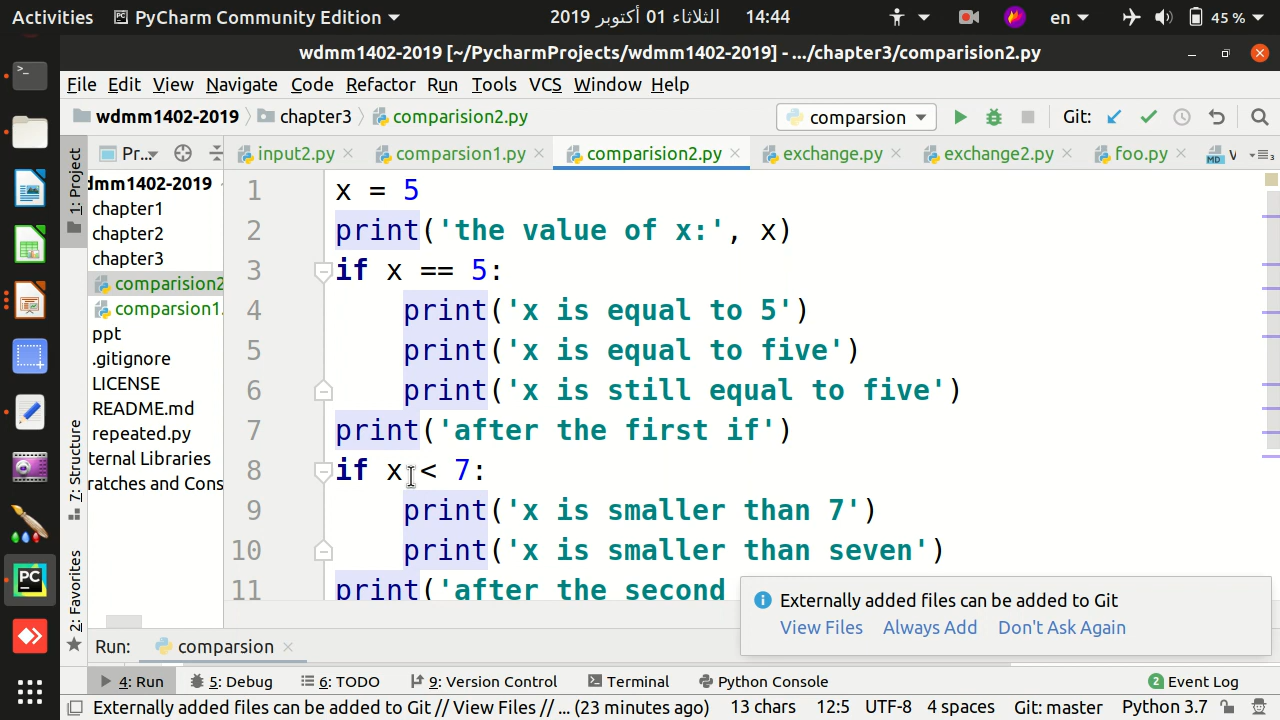 Activities PyCharm Community Edition الثلاثاء 01 أكتوبر 2019 14:44 en 45 %
wdmm1402-2019 [~/PycharmProjects/wdmm1402-2019] - .../chapter3/comparision2.py
File Edit View Navigate Code Refactor Run Tools VCS Window Help
wdmm1402-2019 chapter3 comparision2.py comparsion Git:
1: Project
7: Structure
2: Favorites
Pr...
input2.py comparsion1.py comparision2.py exchange.py exchange2.py foo.py
dmm1402-2019
chapter1
chapter2
chapter3
comparision2
comparsion1.
ppt
.gitignore
LICENSE
README.md
repeated.py
ternal Libraries
ratches and Cons
1 x = 5
2 print('the value of x:', x)
3 if x == 5:
4 print('x is equal to 5')
5 print('x is equal to five')
6 print('x is still equal to five')
7 print('after the first if')
8 if x < 7:
9 print('x is smaller than 7')
10 print('x is smaller than seven')
11 print('after the second
Externally added files can be added to Git
View Files Always Add Don't Ask Again
Run: comparsion
4: Run 5: Debug 6: TODO 9: Version Control Terminal Python Console 2 Event Log
Externally added files can be added to Git // View Files // ... (23 minutes ago) 13 chars 12:5 UTF-8 4 spaces Git: master Python 3.7